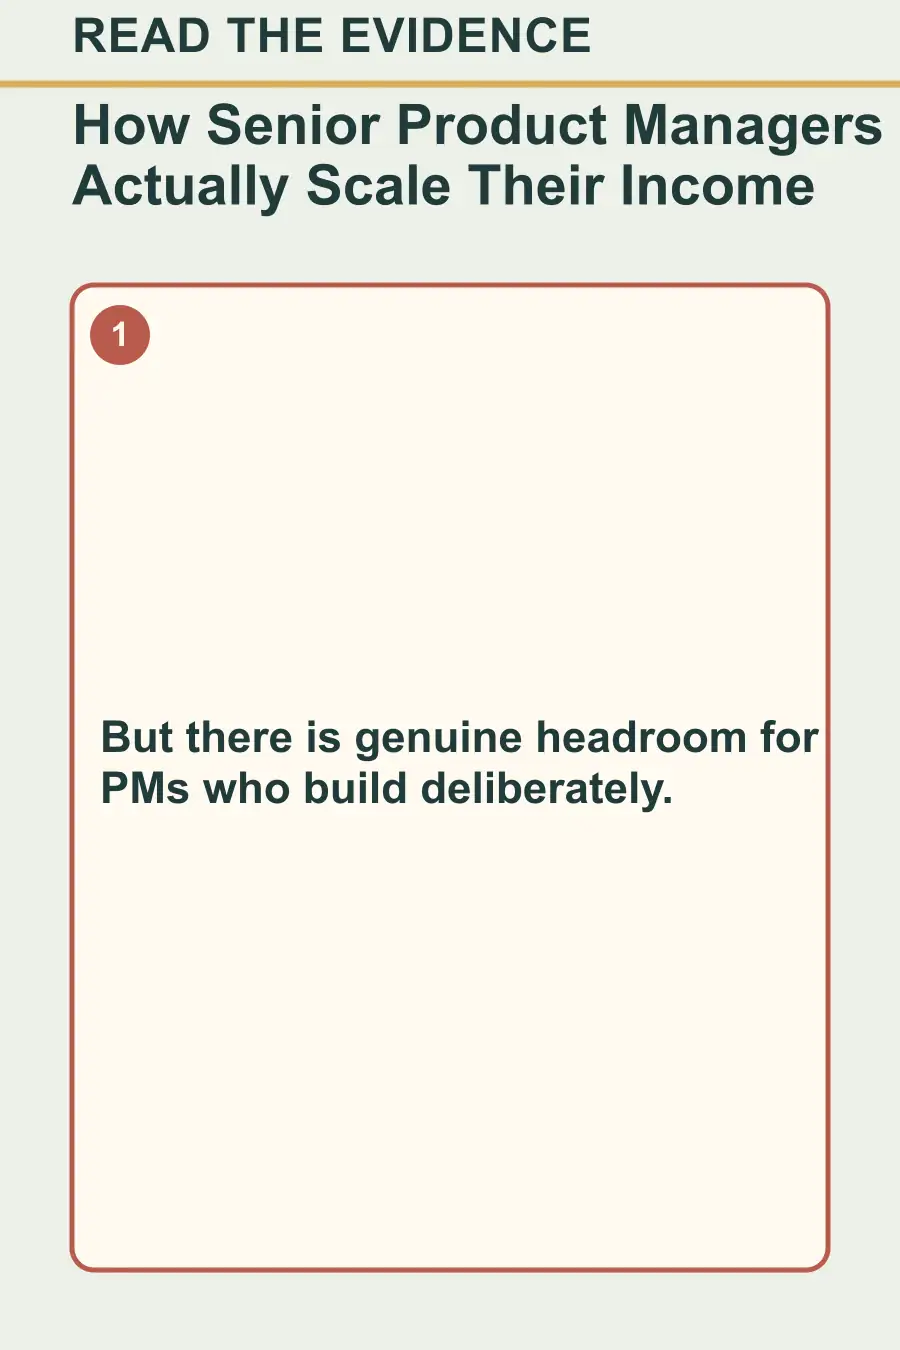 READ THE EVIDENCE
How Senior Product Managers
Actually Scale Their Income
1
But there is genuine headroom for
PMs who build deliberately.